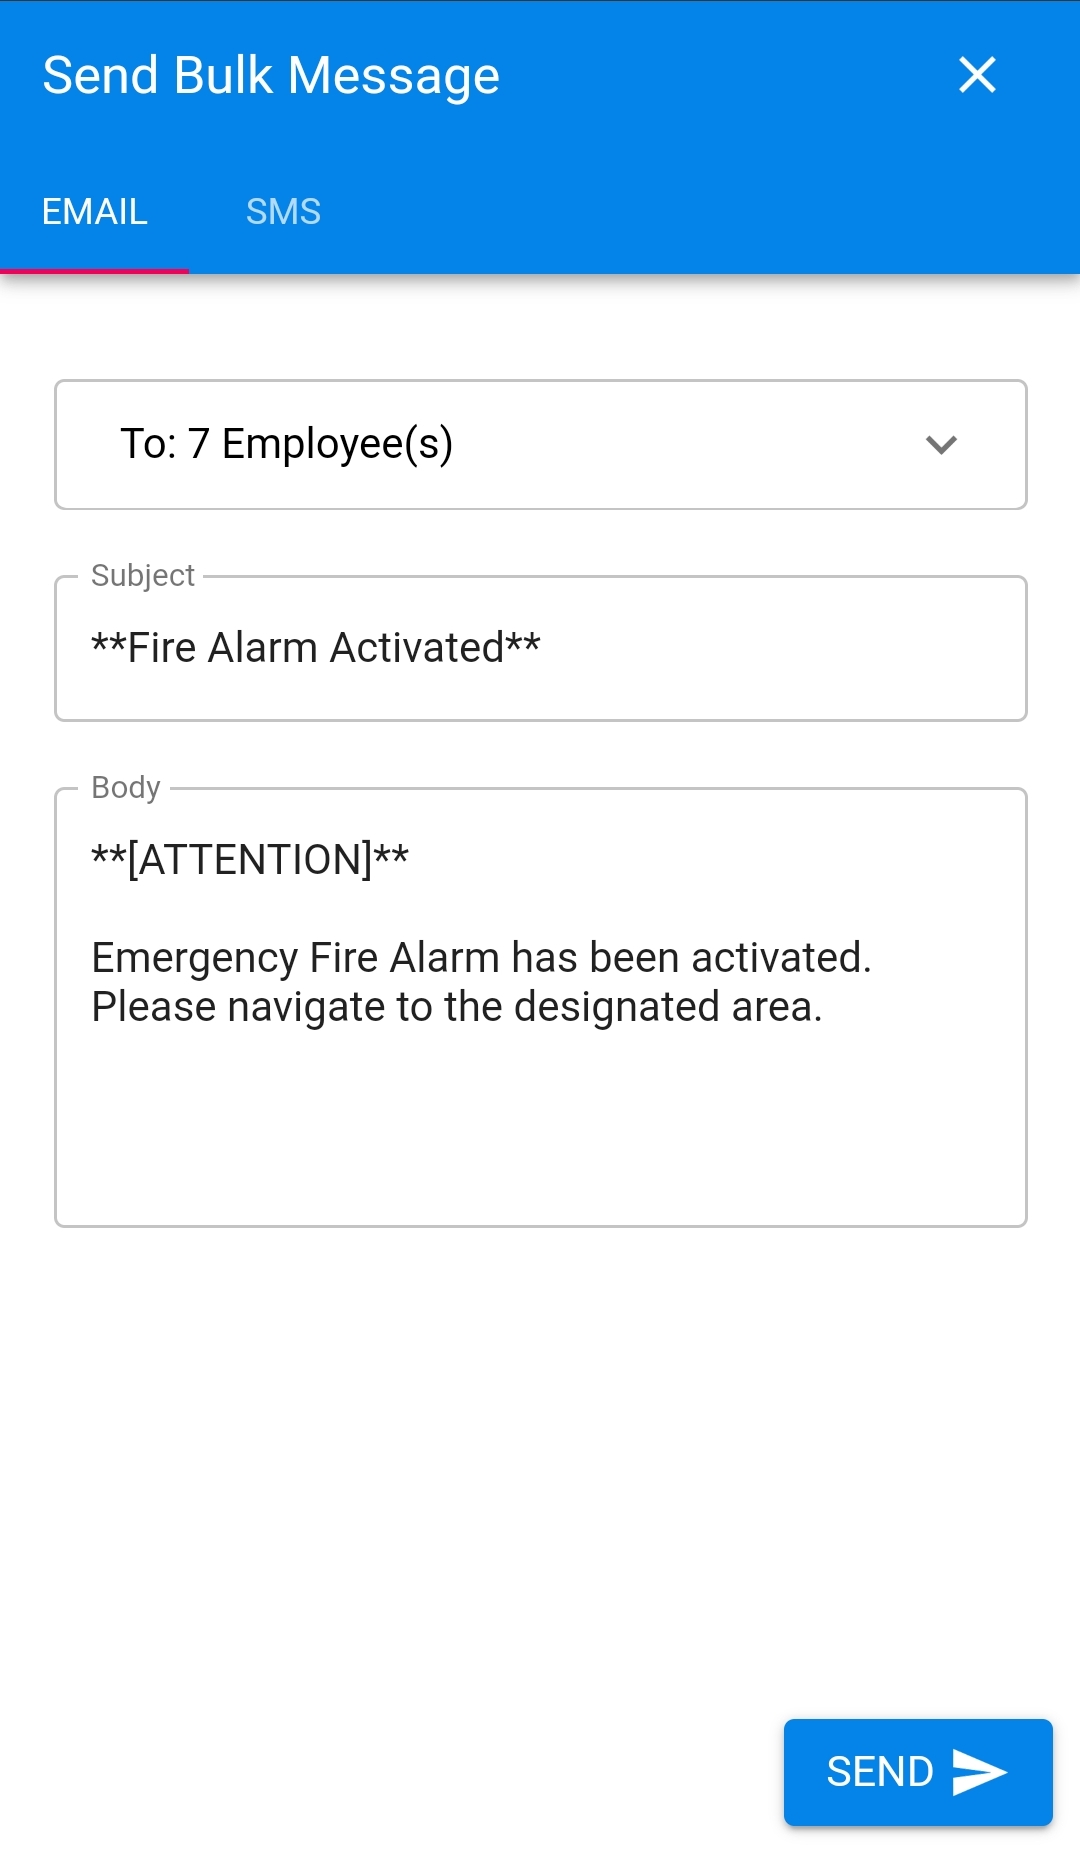 Send Bulk Message
EMAIL SMS
To: 7 Employee(s)
Subject
**Fire Alarm Activated**
Body
**[ATTENTION]**
Emergency Fire Alarm has been activated.
Please navigate to the designated area.
SEND